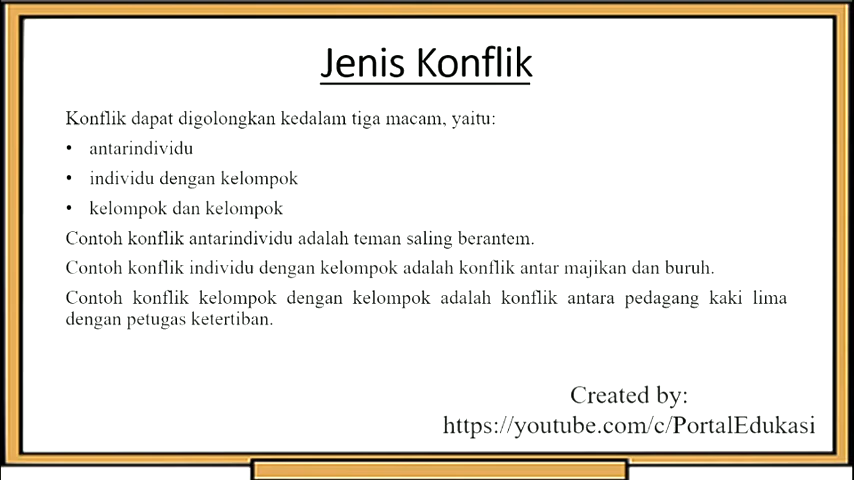 Jenis Konflik
Konflik dapat digolongkan kedalam tiga macam, yaitu:
• antarindividu
• individu dengan kelompok
• kelompok dan kelompok
Contoh konflik antarindividu adalah teman saling berantem.
Contoh konflik individu dengan kelompok adalah konflik antar majikan dan buruh.
Contoh konflik kelompok dengan kelompok adalah konflik antara pedagang kaki lima
dengan petugas ketertiban.
Created by:
https://youtube.com/c/PortalEdukasi